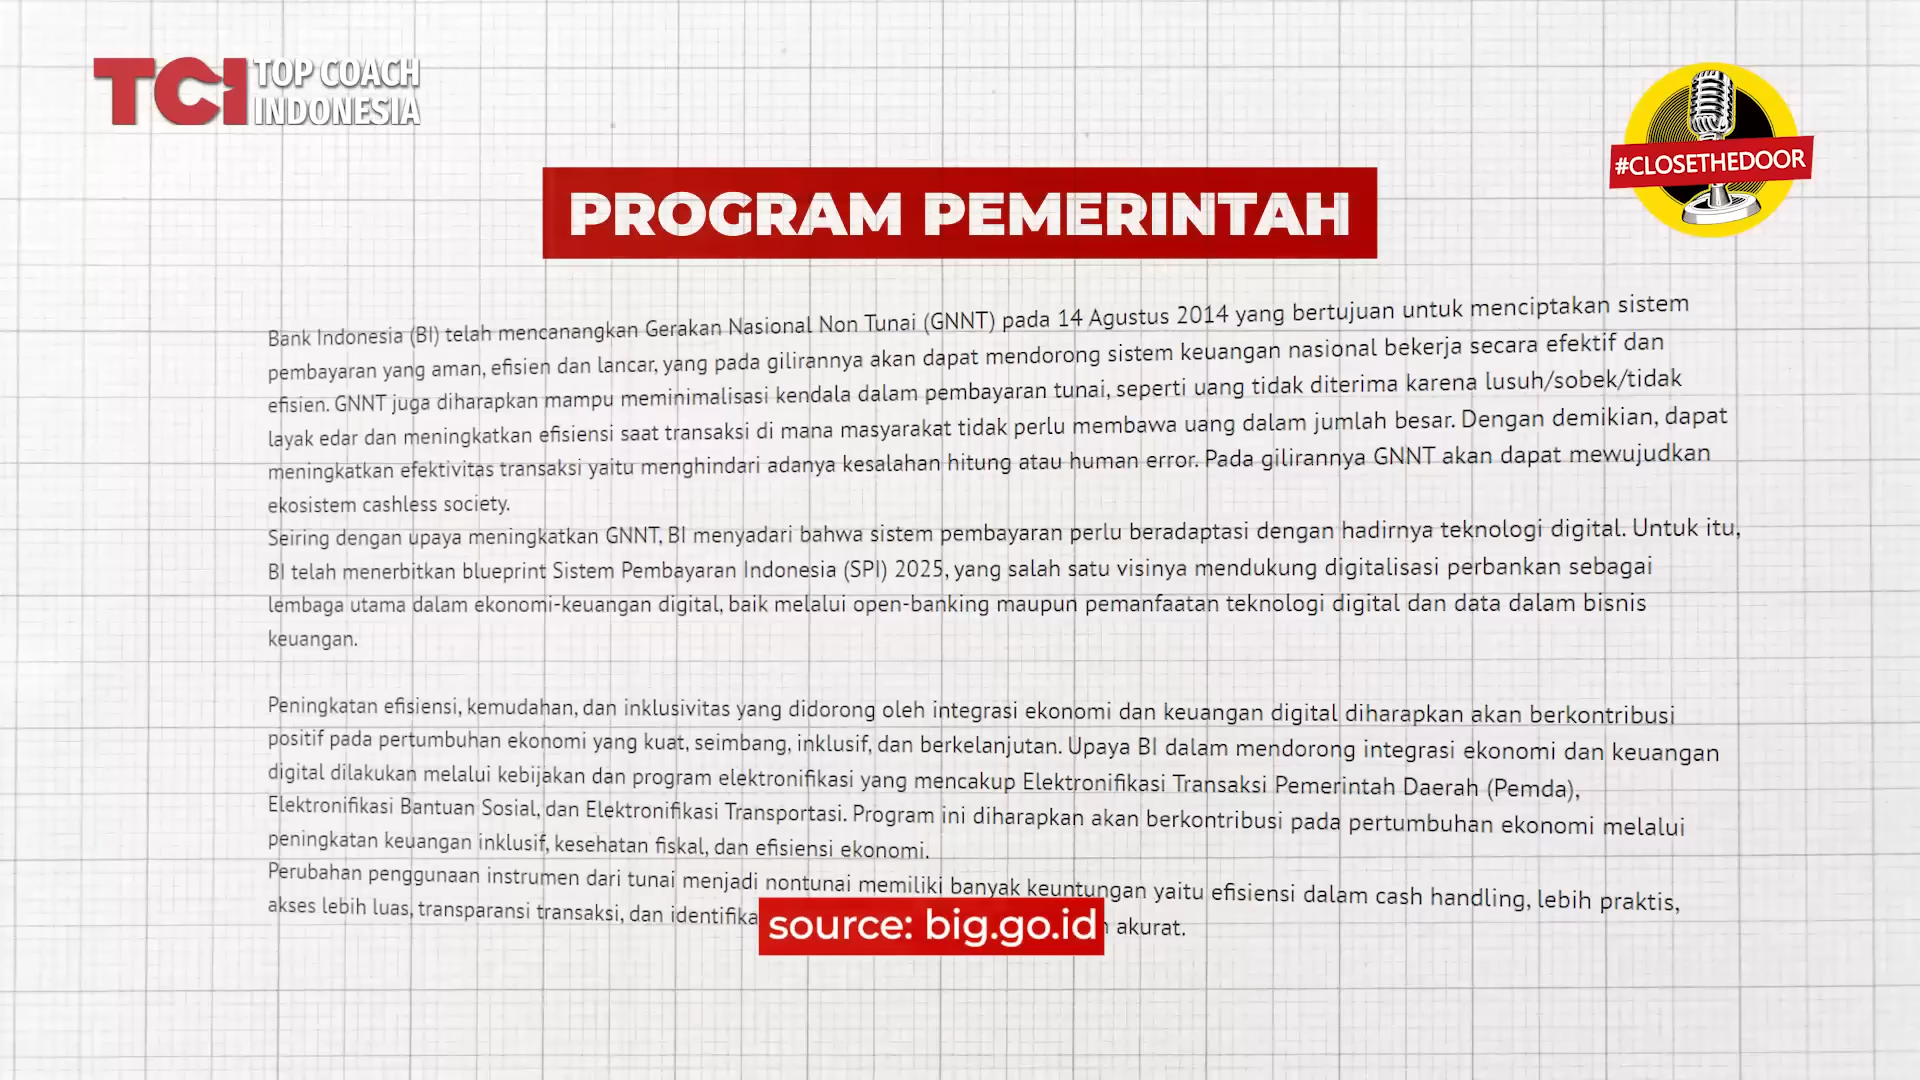 TCI TOP COACH
INDONESIA
#CLOSETHEDOOR
PROGRAM PEMERINTAH
Bank Indonesia (BI) telah mencanangkan Gerakan Nasional Non Tunai (GNNT) pada 14 Agustus 2014 yang bertujuan untuk menciptakan sistem
pembayaran yang aman, efisien dan lancar, yang pada gilirannya akan dapat mendorong sistem keuangan nasional bekerja secara efektif dan
efisien. GNNT juga diharapkan mampu meminimalisasi kendala dalam pembayaran tunai, seperti uang tidak diterima karena lusuh/sobek/tidak
layak edar dan meningkatkan efisiensi saat transaksi di mana masyarakat tidak perlu membawa uang dalam jumlah besar. Dengan demikian, dapat
meningkatkan efektivitas transaksi yaitu menghindari adanya kesalahan hitung atau human error. Pada gilirannya GNNT akan dapat mewujudkan
ekosistem cashless society.
Seiring dengan upaya meningkatkan GNNT, BI menyadari bahwa sistem pembayaran perlu beradaptasi dengan hadirnya teknologi digital. Untuk itu,
BI telah menerbitkan blueprint Sistem Pembayaran Indonesia (SPI) 2025, yang salah satu visinya mendukung digitalisasi perbankan sebagai
lembaga utama dalam ekonomi-keuangan digital, baik melalui open-banking maupun pemanfaatan teknologi digital dan data dalam bisnis
keuangan.
Peningkatan efisiensi, kemudahan, dan inklusivitas yang didorong oleh integrasi ekonomi dan keuangan digital diharapkan akan berkontribusi
positif pada pertumbuhan ekonomi yang kuat, seimbang, inklusif, dan berkelanjutan. Upaya BI dalam mendorong integrasi ekonomi dan keuangan
digital dilakukan melalui kebijakan dan program elektronifikasi yang mencakup Elektronifikasi Transaksi Pemerintah Daerah (Pemda),
Elektronifikasi Bantuan Sosial, dan Elektronifikasi Transportasi. Program ini diharapkan akan berkontribusi pada pertumbuhan ekonomi melalui
peningkatan keuangan inklusif, kesehatan fiskal, dan efisiensi ekonomi.
Perubahan penggunaan instrumen dari tunai menjadi nontunai memiliki banyak keuntungan yaitu efisiensi dalam cash handling, lebih praktis,
akses lebih luas, transparansi transaksi, dan akurat.
source: big.go.id